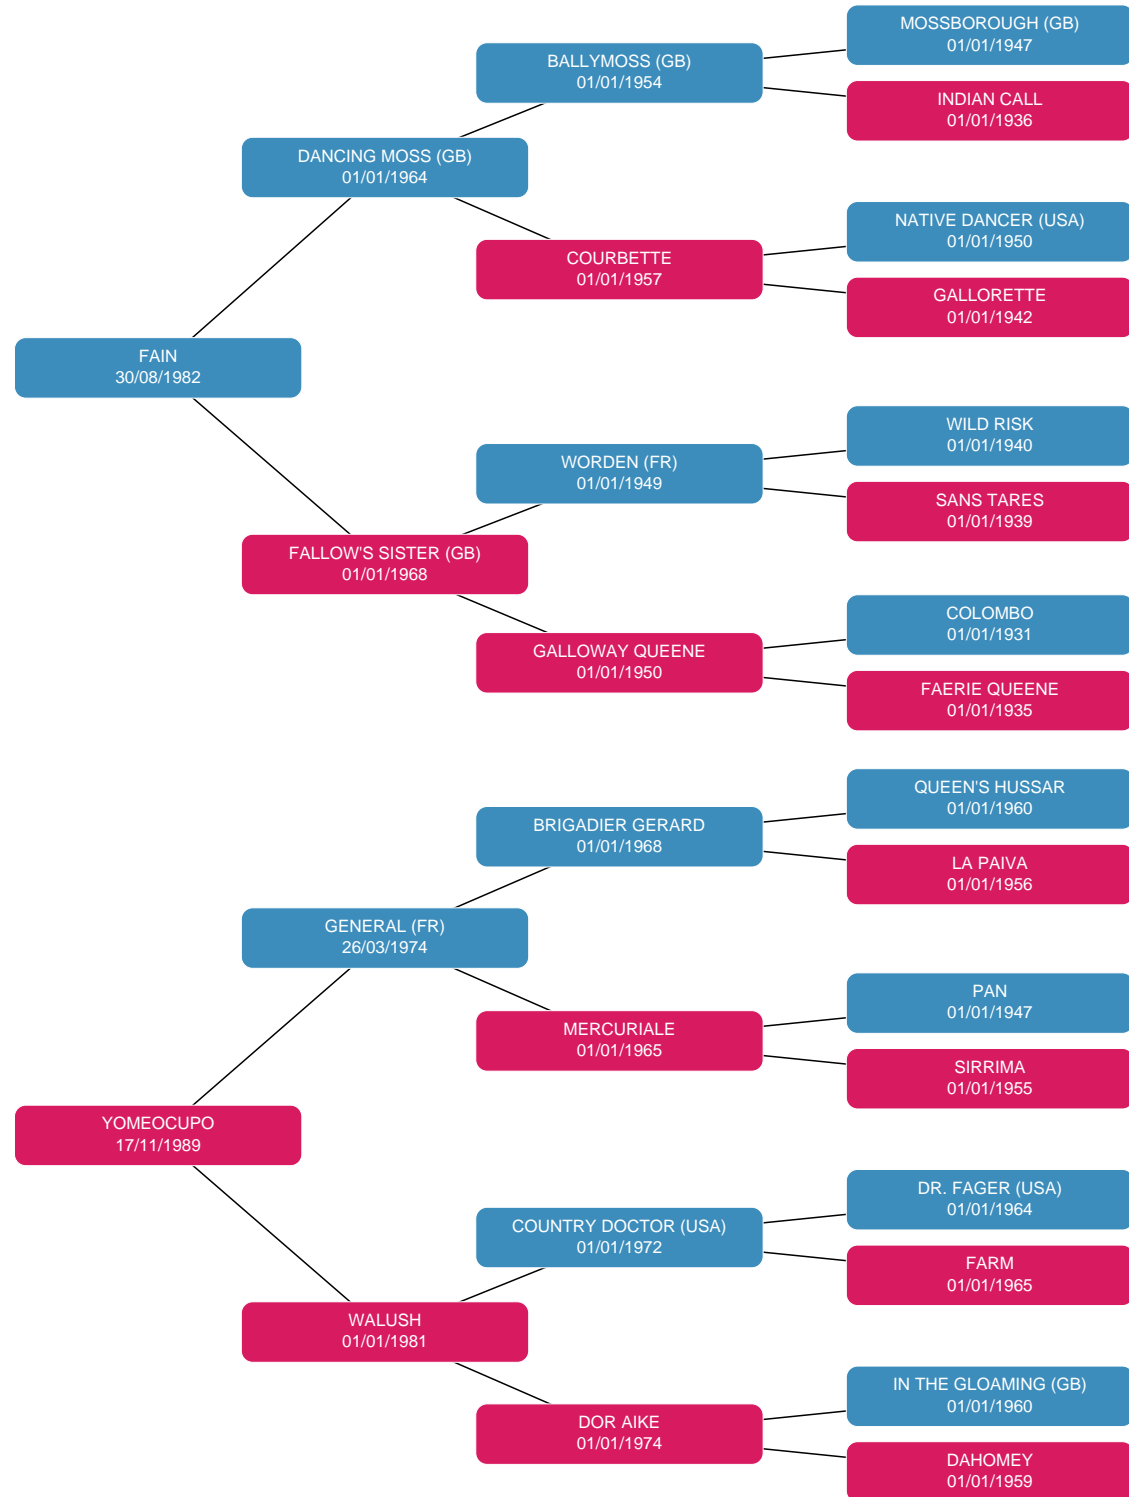 MOSSBOROUGH (GB)
01/01/1947
BALLYMOSS (GB)
01/01/1954
INDIAN CALL
01/01/1936
DANCING MOSS (GB)
01/01/1964
NATIVE DANCER (USA)
01/01/1950
COURBETTE
01/01/1957
GALLORETTE
01/01/1942
FAIN
30/08/1982
WILD RISK
01/01/1940
WORDEN (FR)
01/01/1949
SANS TARES
01/01/1939
FALLOW'S SISTER (GB)
01/01/1968
COLOMBO
01/01/1931
GALLOWAY QUEENE
01/01/1950
FAERIE QUEENE
01/01/1935
QUEEN'S HUSSAR
01/01/1960
BRIGADIER GERARD
01/01/1968
LA PAIVA
01/01/1956
GENERAL (FR)
26/03/1974
PAN
01/01/1947
MERCURIALE
01/01/1965
SIRRIMA
01/01/1955
YOMEOCUPO
17/11/1989
DR. FAGER (USA)
01/01/1964
COUNTRY DOCTOR (USA)
01/01/1972
FARM
01/01/1965
WALUSH
01/01/1981
IN THE GLOAMING (GB)
01/01/1960
DOR AIKE
01/01/1974
DAHOMEY
01/01/1959